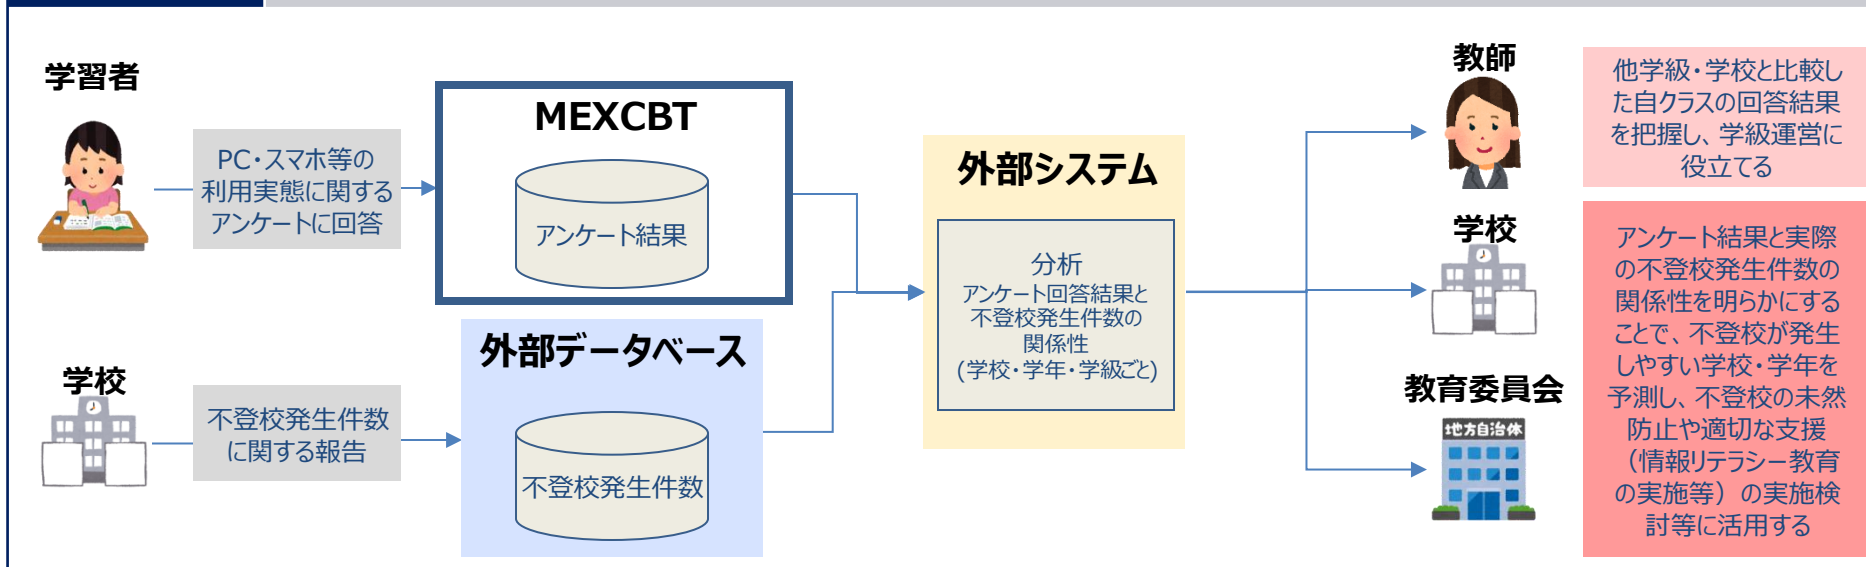 学習者
PC・スマホ等の
利用実態に関する
アンケートに回答
MEXCBT
アンケート結果
学校
不登校発生件数
に関する報告
外部データベース
不登校発生件数
外部システム
分析
アンケート回答結果と
不登校発生件数の
関係性
(学校・学年・学級ごと)
教師
他学級・学校と比較し
た自クラスの回答結果
を把握し、学級運営に
役立てる
学校
教育委員会
地方自治体
アンケート結果と実際
の不登校発生件数の
関係性を明らかにする
ことで、不登校が発生
しやすい学校・学年を
予測し、不登校の未然
防止や適切な支援
（情報リテラシー教育
の実施等）の実施検
討等に活用する